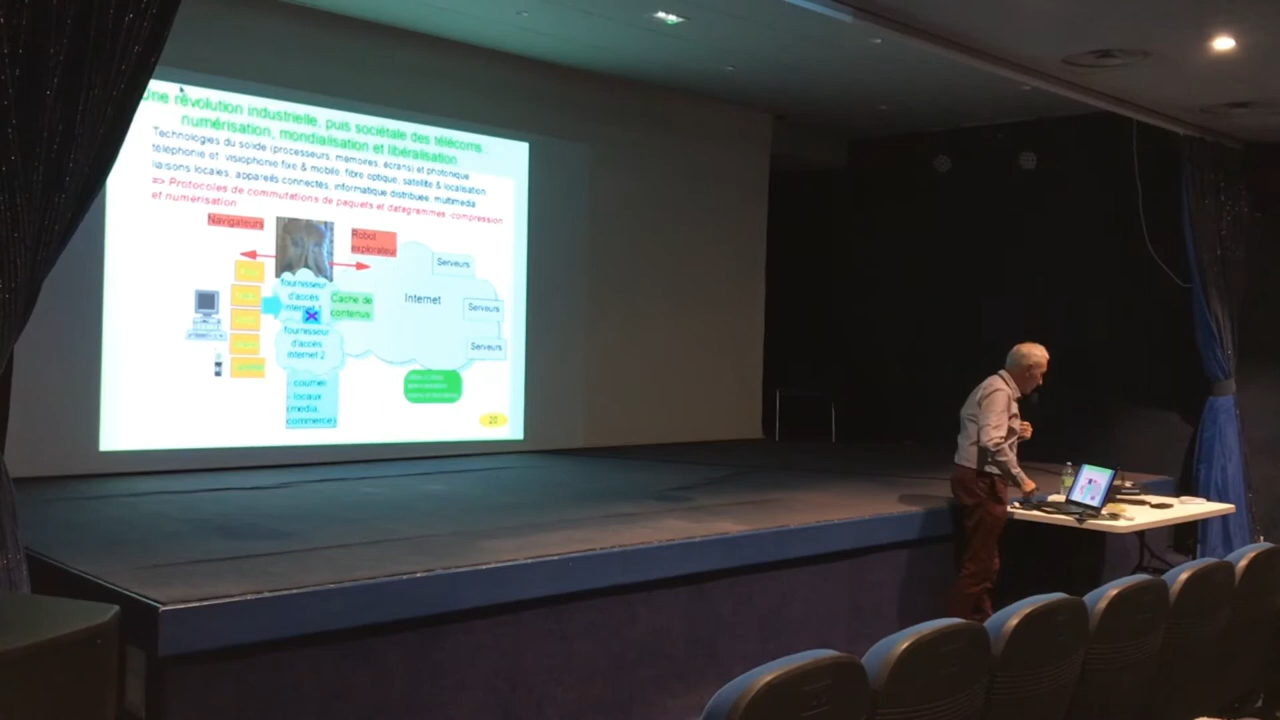 Une révolution industrielle, puis sociétale des télécoms :
numérisation, mondialisation et libéralisation
Technologies du solide (processeurs, mémoires, écrans) et photonique
téléphonie et visiophonie fixe & mobile, fibre optique, satellite & localisation
liaisons locales, appareils connectés, informatique distribuée, multimedia
=> Protocoles de commutations de paquets et datagrammes -compression
et numérisation
Navigateurs
Robot
explorateur
Serveurs
fournisseur
d'accès
internet 1
Cache de
contenus
Internet
Serveurs
fournisseur
d'accès
internet 2
Serveurs
- courriel
- locaux
(media,
commerce)
20